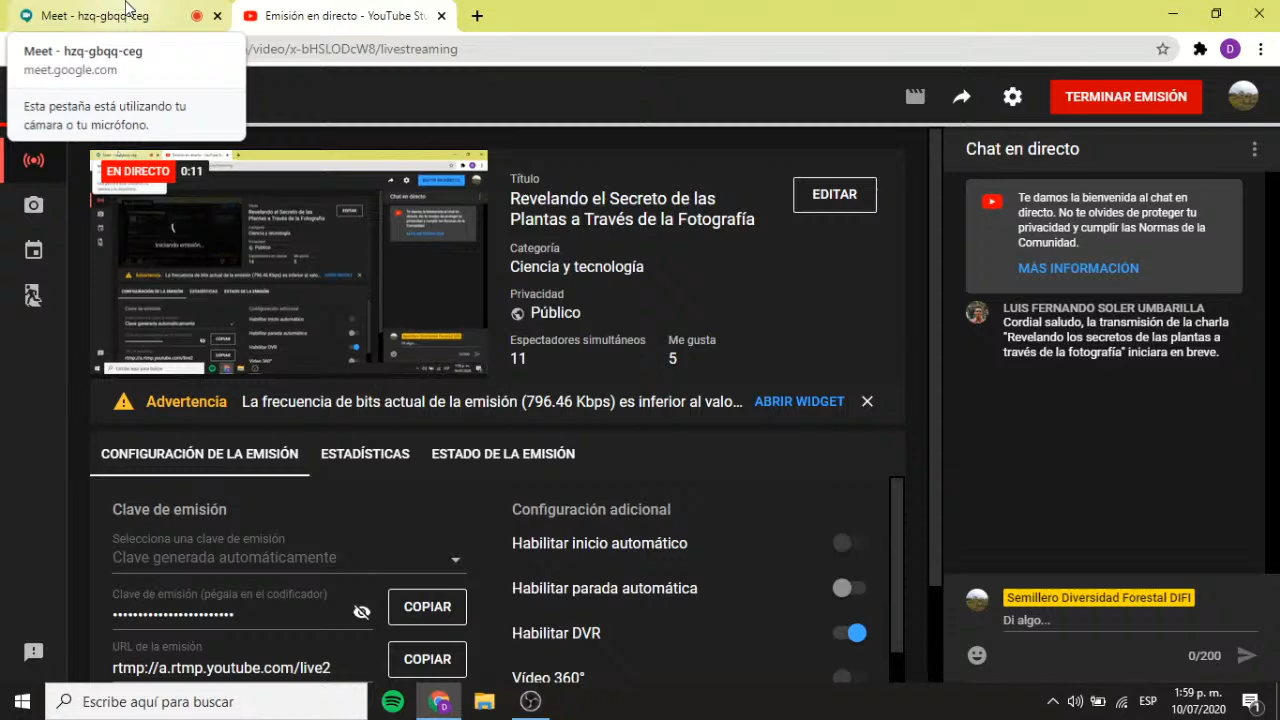 Meet - hzq-gbqq-ceg
Emisión en directo - YouTube Stu
Meet - hzq-gbqq-ceg
meet.google.com
Esta pestaña está utilizando tu
cámara o tu micrófono.
/video/x-bHSLODcW8/livestreaming
D
TERMINAR EMISIÓN
EN DIRECTO 0:11
Iniciando emisión...
Título
Revelando el Secreto de las
Plantas a Través de la Fotografía
EDITAR
Categoría
Ciencia y tecnología
Privacidad
Público
Espectadores simultáneos
11
Me gusta
5
Advertencia La frecuencia de bits actual de la emisión (796.46 Kbps) es inferior al valo... ABRIR WIDGET
CONFIGURACIÓN DE LA EMISIÓN ESTADÍSTICAS ESTADO DE LA EMISIÓN
Clave de emisión
Selecciona una clave de emisión
Clave generada automáticamente
Clave de emisión (pégala en el codificador)
COPIAR
URL de la emisión
rtmp://a.rtmp.youtube.com/live2
COPIAR
Configuración adicional
Habilitar inicio automático
Habilitar parada automática
Habilitar DVR
Vídeo 360°
Chat en directo
Te damos la bienvenida al chat en
directo. No te olvides de proteger tu
privacidad y cumplir las Normas de la
Comunidad.
MÁS INFORMACIÓN
LUIS FERNANDO SOLER UMBARILLA
Cordial saludo, la transmisión de la charla
"Revelando los secretos de las plantas a
través de la fotografía" iniciara en breve.
Semillero Diversidad Forestal DIFI
Di algo...
0/200
Escribe aquí para buscar
ESP
1:59 p. m.
10/07/2020
1